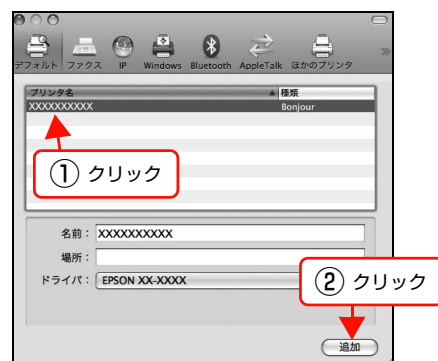 デフォルト ファクス IP Windows Bluetooth AppleTalk ほかのプリンタ
プリンタ名 種類
XXXXXXXXXX Bonjour
① クリック
名前： XXXXXXXXXX
場所：
ドライバ： EPSON XX-XXXX
② クリック
追加